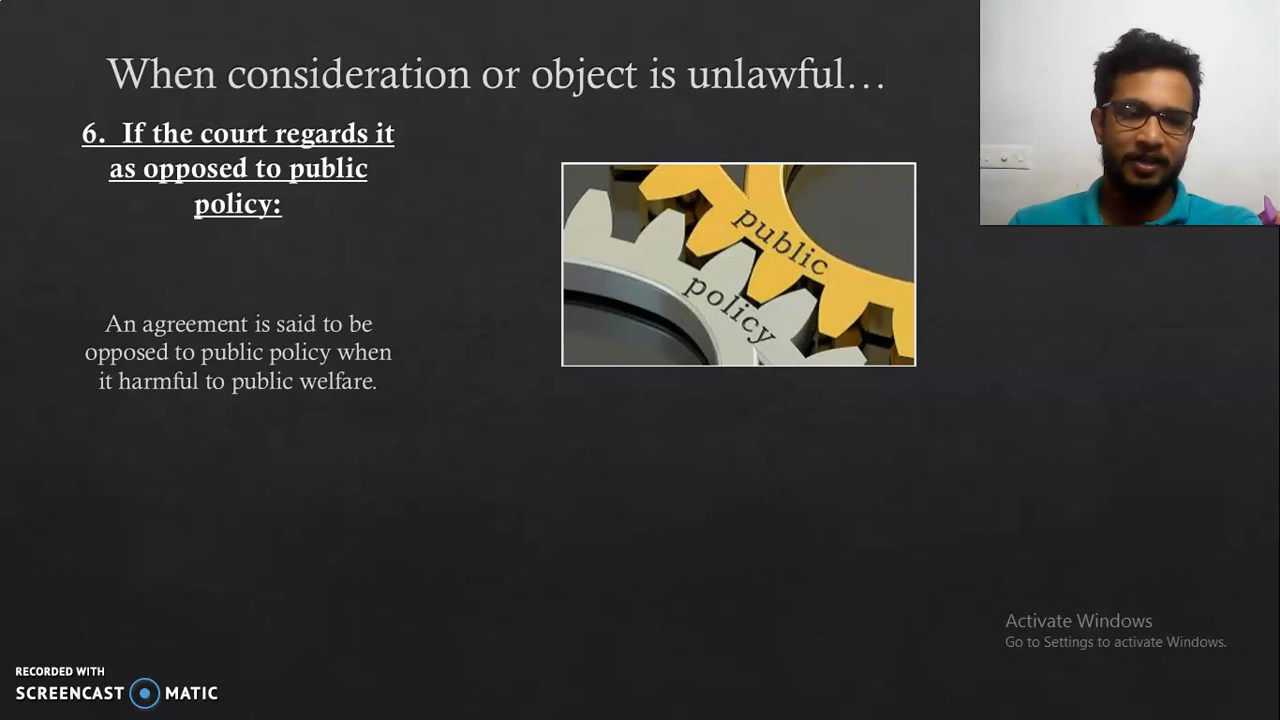 When consideration or object is unlawful…
6. If the court regards it
as opposed to public
policy:
An agreement is said to be
opposed to public policy when
it harmful to public welfare.
public
policy
Activate Windows
Go to Settings to activate Windows.
RECORDED WITH
SCREENCAST MATIC